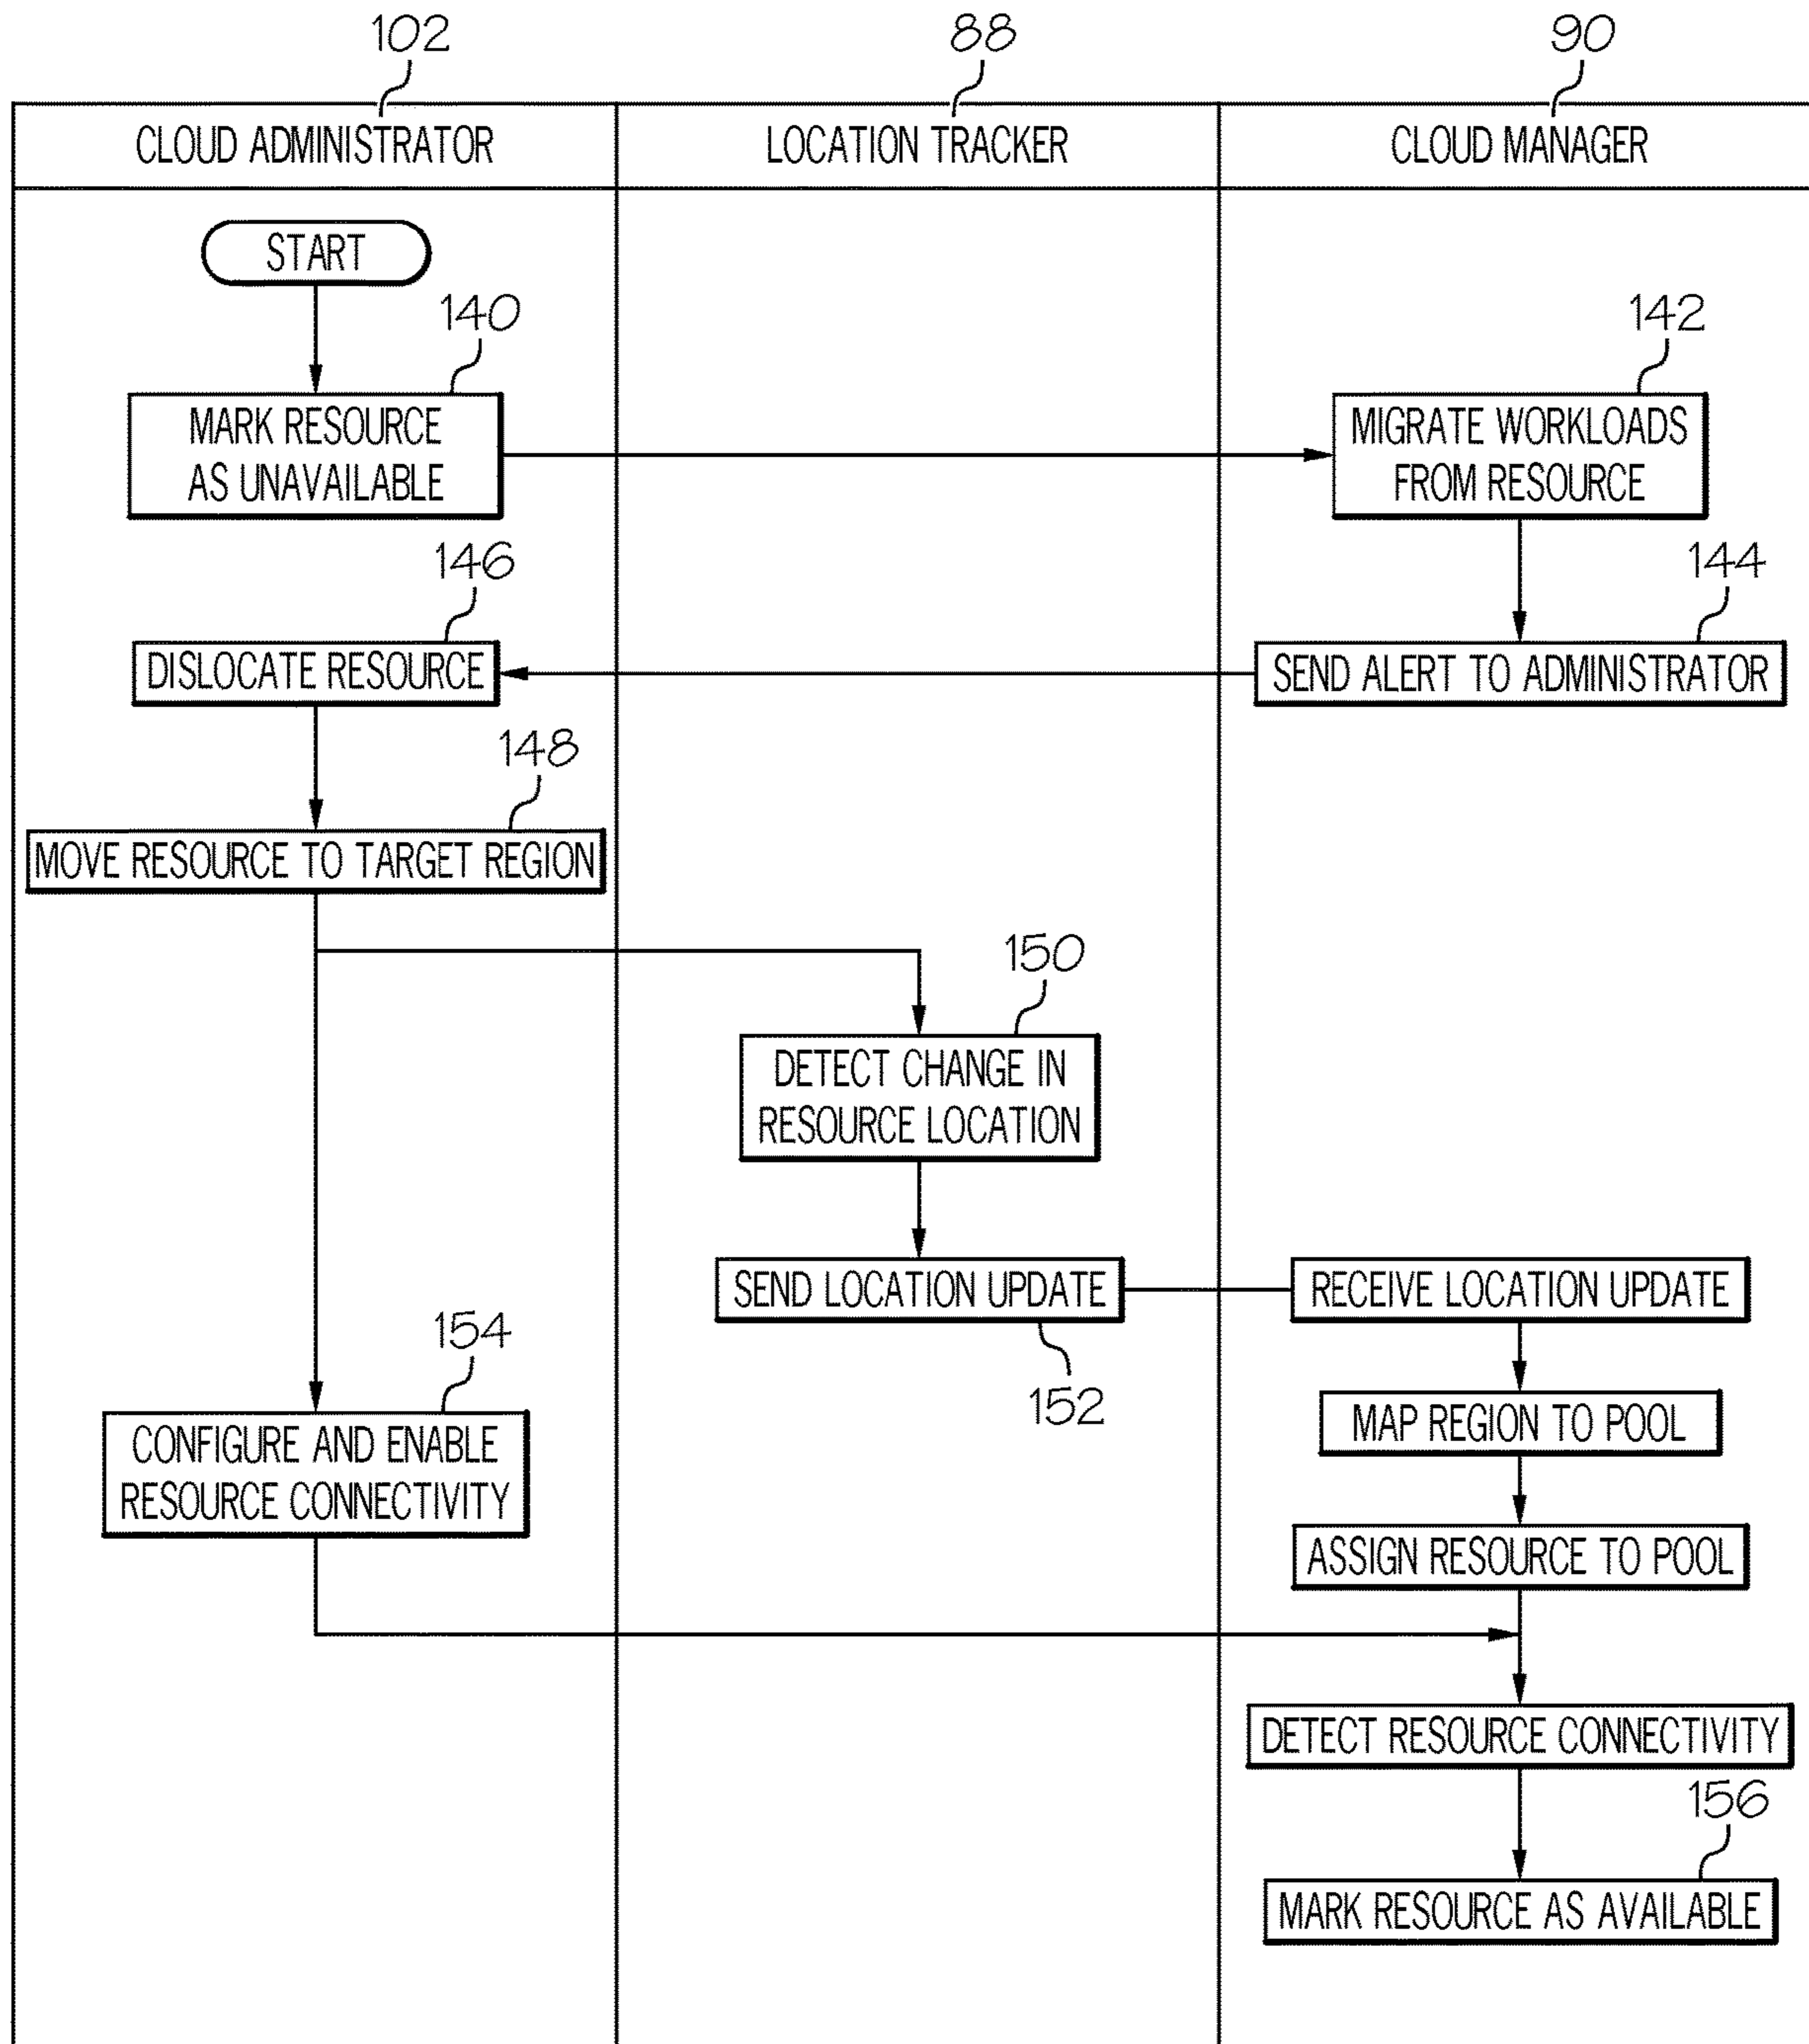 102
88
90
CLOUD ADMINISTRATOR
LOCATION TRACKER
CLOUD MANAGER
START
140
142
MARK RESOURCE
AS UNAVAILABLE
MIGRATE WORKLOADS
FROM RESOURCE
146
144
DISLOCATE RESOURCE
SEND ALERT TO ADMINISTRATOR
148
MOVE RESOURCE TO TARGET REGION
150
DETECT CHANGE IN
RESOURCE LOCATION
SEND LOCATION UPDATE
RECEIVE LOCATION UPDATE
154
152
MAP REGION TO POOL
CONFIGURE AND ENABLE
RESOURCE CONNECTIVITY
ASSIGN RESOURCE TO POOL
DETECT RESOURCE CONNECTIVITY
156
MARK RESOURCE AS AVAILABLE